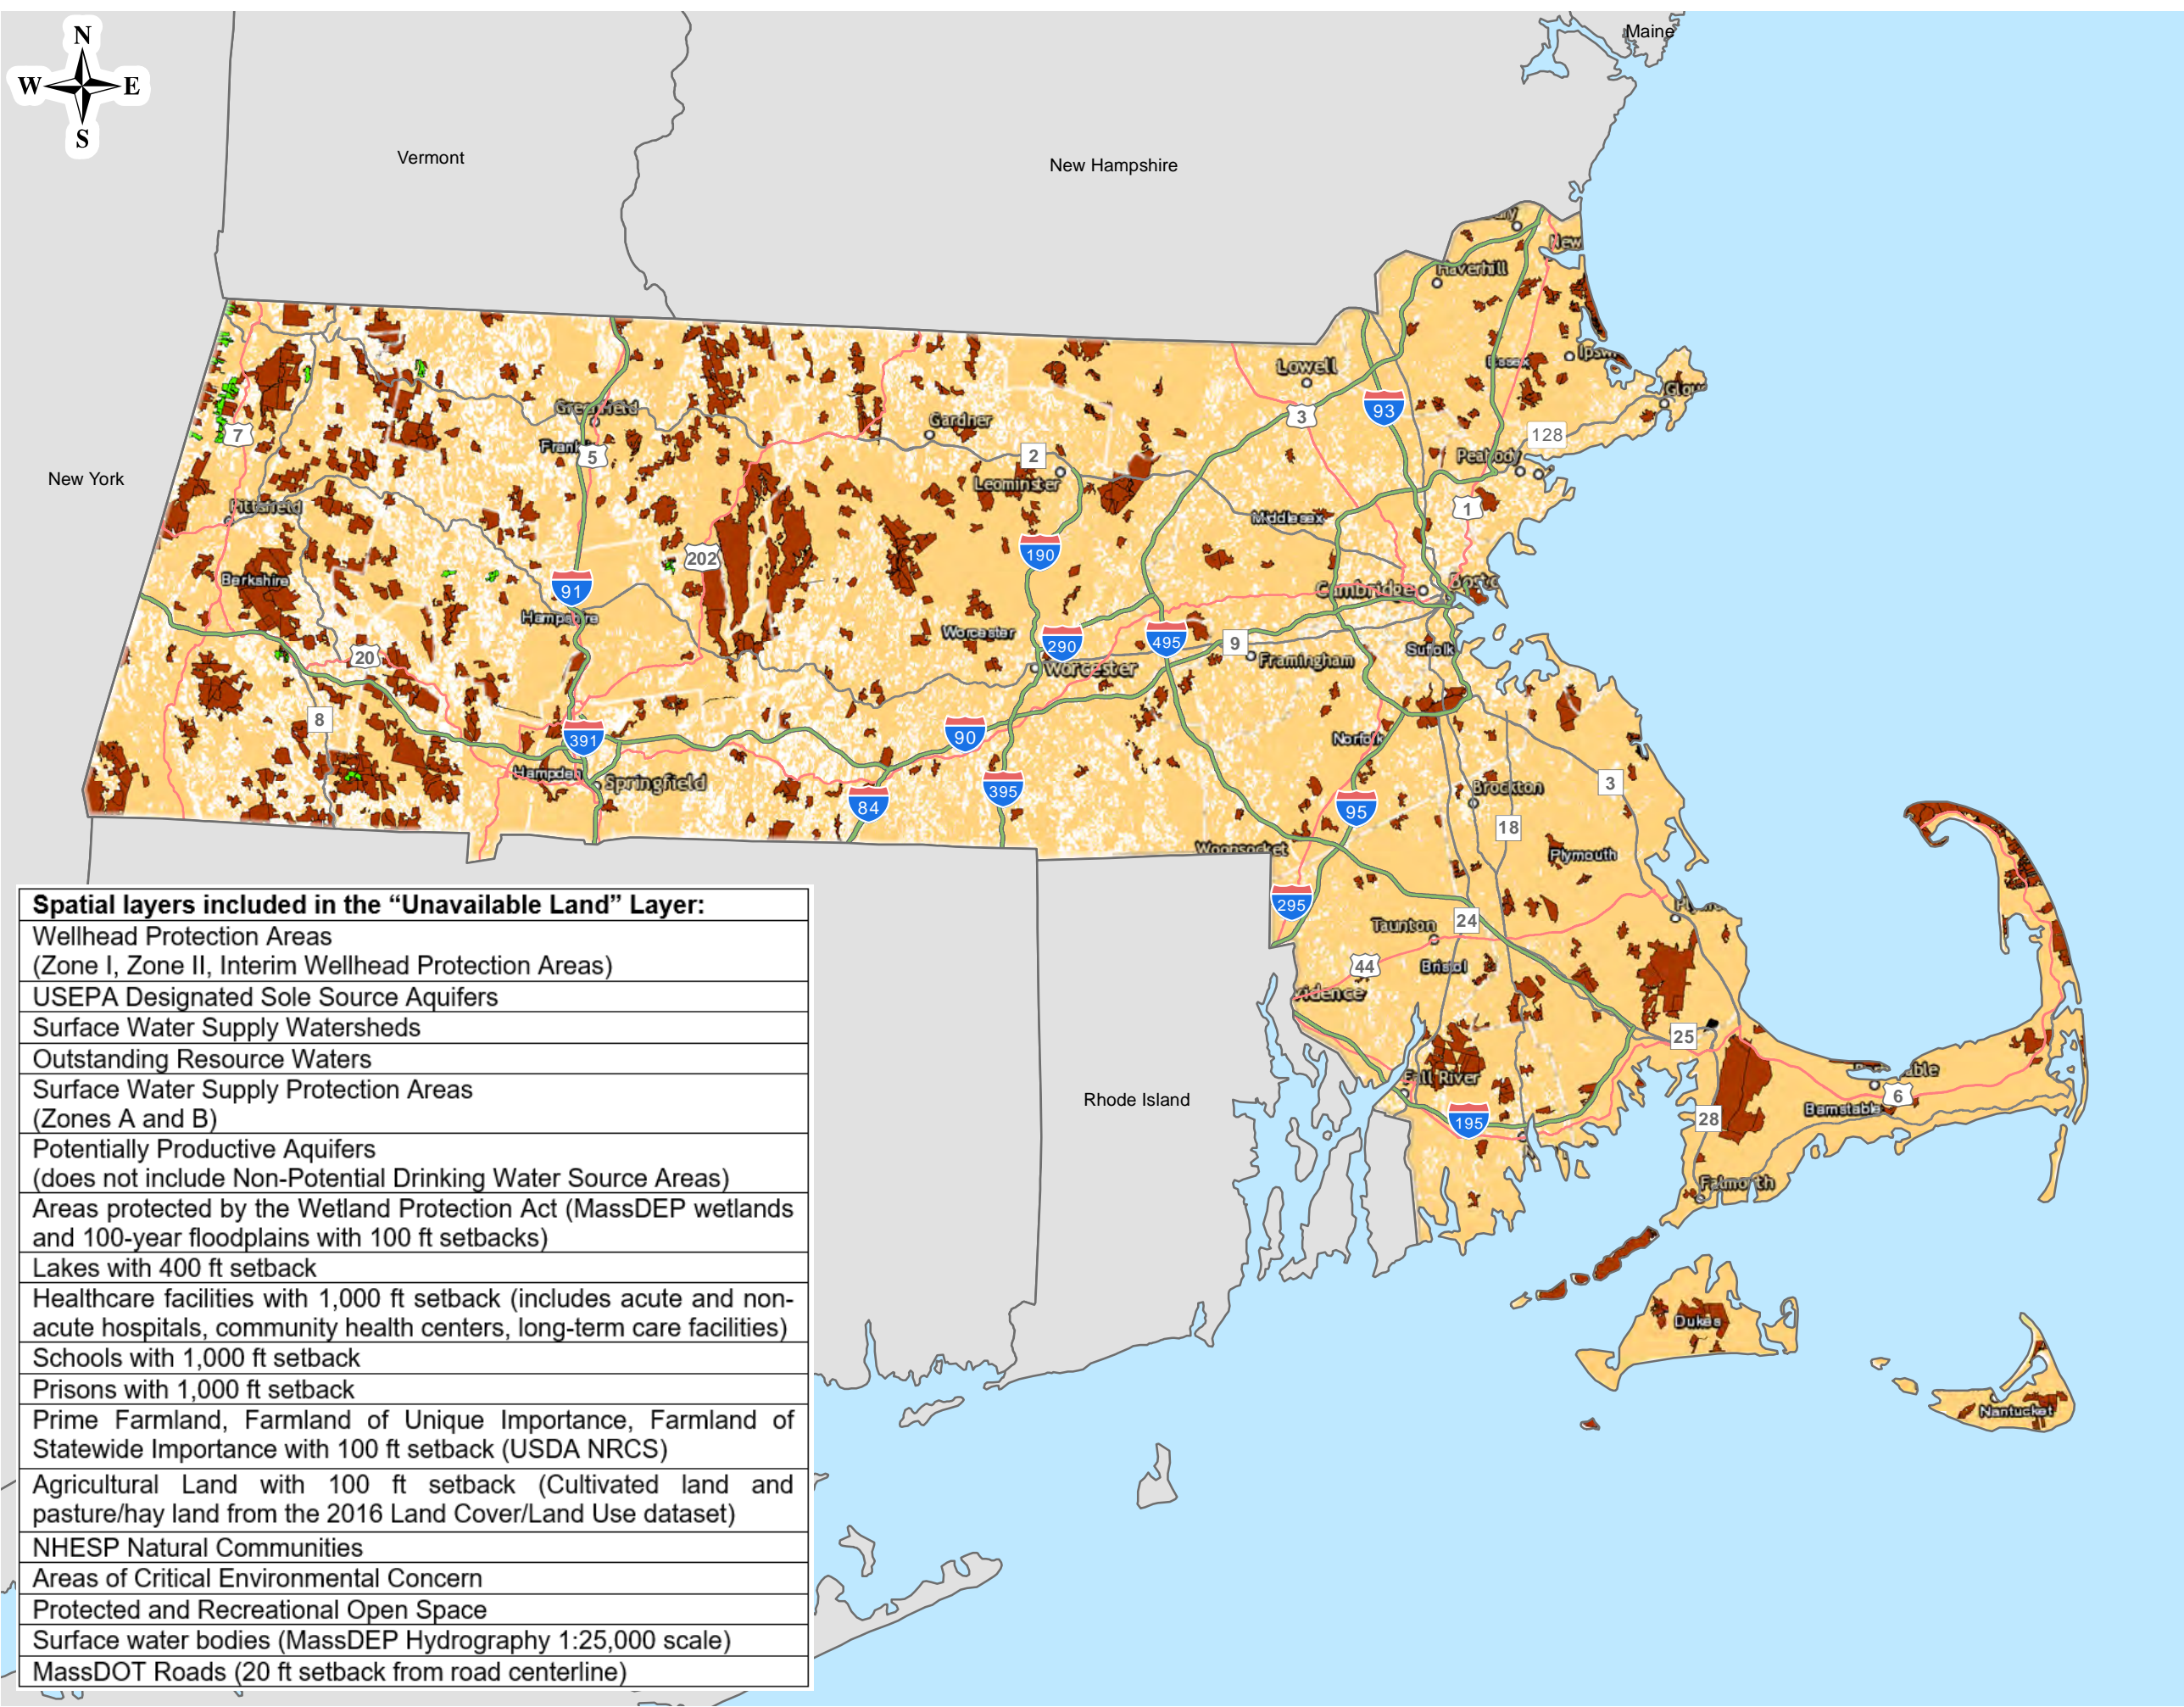 N
W E
S
Maine
Vermont
New Hampshire
New York
Rhode Island
Haverhill
Lowell
Essex
Greenfield
Gardner
Leominster
Peabody
Middlesex
Pittsfield
Berkshire
Cambridge
Hampshire
Worcester
Worcester
Framingham
Suffolk
Norfolk
Hampden
Springfield
Brockton
Woonsocket
Plymouth
Taunton
Bristol
Fall River
Barnstable
Falmouth
Dukes
Nantucket
7
5
2
3
93
128
1
202
190
91
290
495
9
20
8
391
90
395
84
95
3
18
295
24
44
25
6
28
195
Spatial layers included in the “Unavailable Land” Layer:
Wellhead Protection Areas
(Zone I, Zone II, Interim Wellhead Protection Areas)
USEPA Designated Sole Source Aquifers
Surface Water Supply Watersheds
Outstanding Resource Waters
Surface Water Supply Protection Areas
(Zones A and B)
Potentially Productive Aquifers
(does not include Non-Potential Drinking Water Source Areas)
Areas protected by the Wetland Protection Act (MassDEP wetlands
and 100-year floodplains with 100 ft setbacks)
Lakes with 400 ft setback
Healthcare facilities with 1,000 ft setback (includes acute and non-
acute hospitals, community health centers, long-term care facilities)
Schools with 1,000 ft setback
Prisons with 1,000 ft setback
Prime Farmland, Farmland of Unique Importance, Farmland of
Statewide Importance with 100 ft setback (USDA NRCS)
Agricultural Land with 100 ft setback (Cultivated land and
pasture/hay land from the 2016 Land Cover/Land Use dataset)
NHESP Natural Communities
Areas of Critical Environmental Concern
Protected and Recreational Open Space
Surface water bodies (MassDEP Hydrography 1:25,000 scale)
MassDOT Roads (20 ft setback from road centerline)